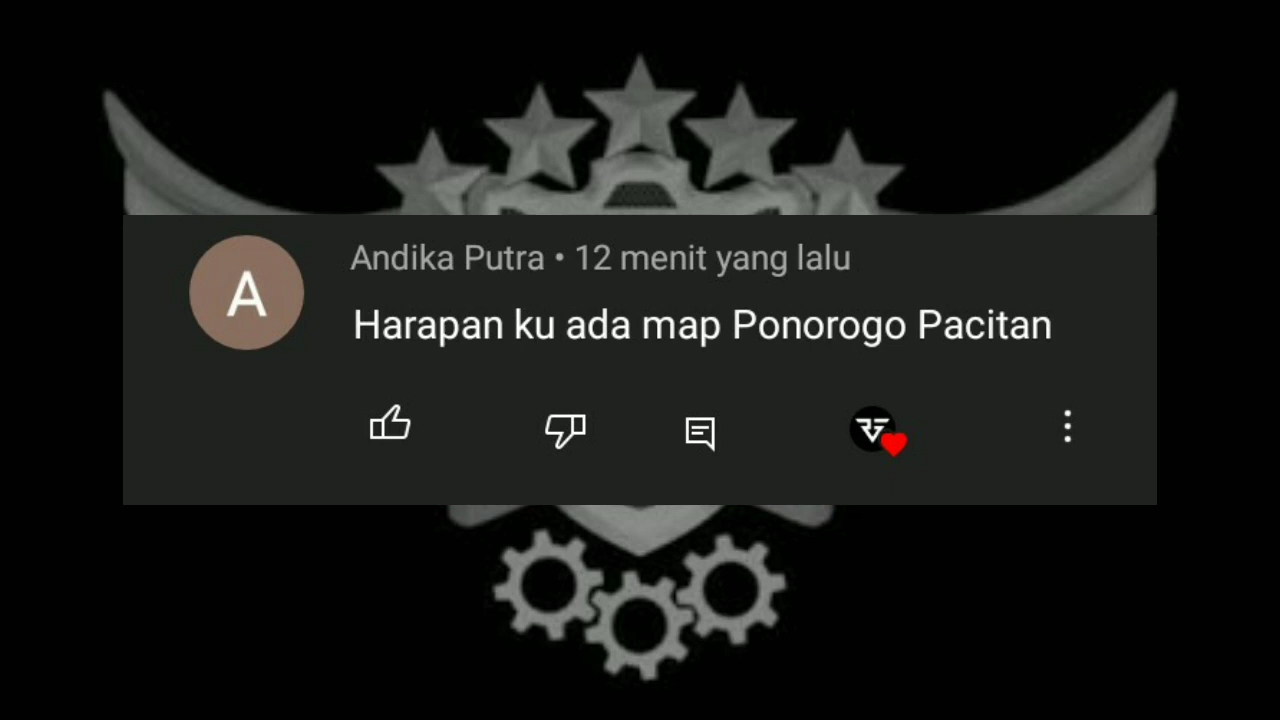 A
Andika Putra • 12 menit yang lalu
Harapan ku ada map Ponorogo Pacitan